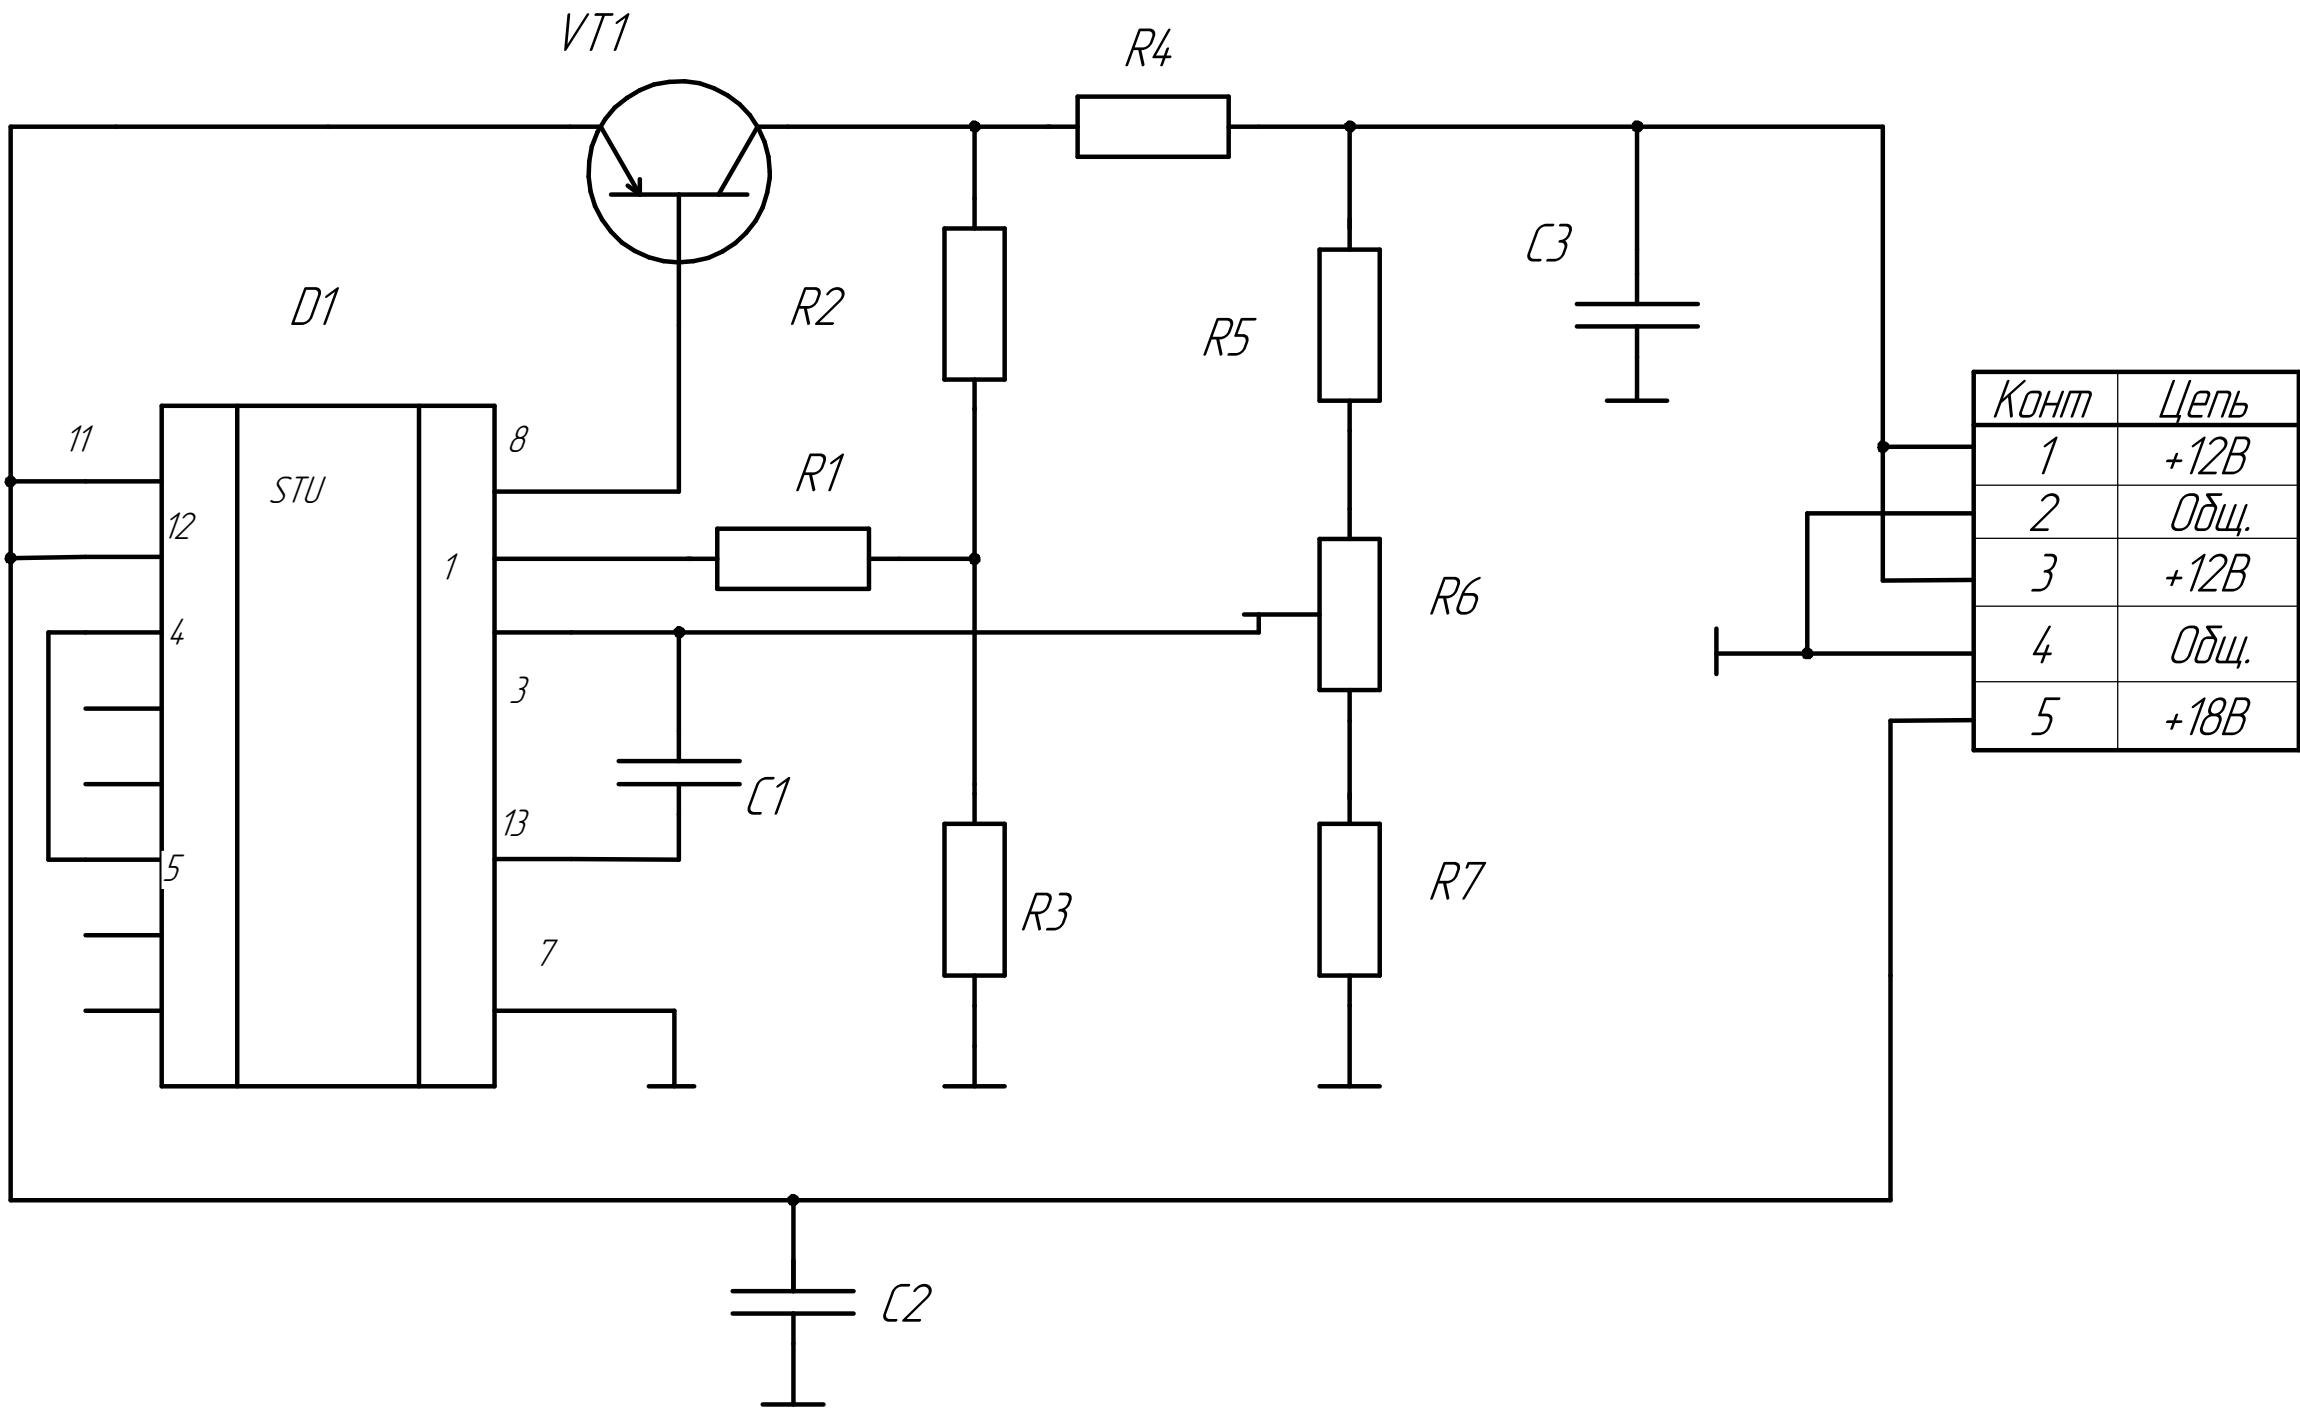 VT1
R4
C3
D1
R2
R5
Конт Цепь
1 +12В
2 Общ.
3 +12В
4 Общ.
5 +18В
11
8
STU
R1
12
1
4
R6
3
C1
13
5
R7
R3
7
C2